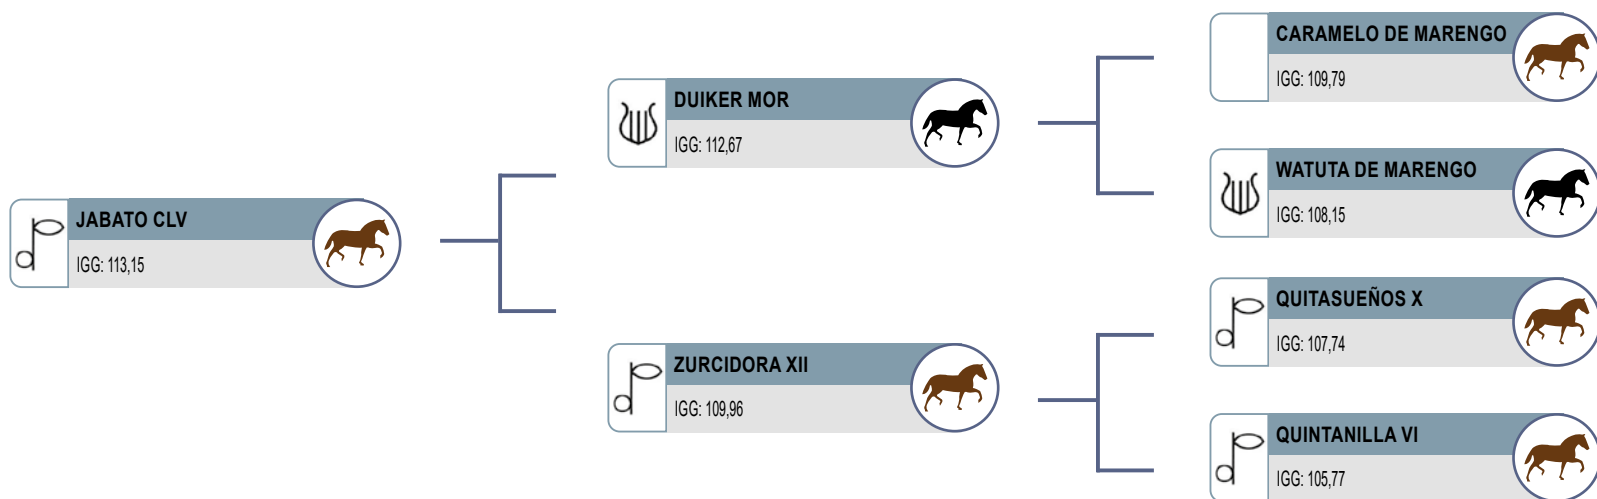 JABATO CLV
IGG: 113,15
DUIKER MOR
IGG: 112,67
ZURCIDORA XII
IGG: 109,96
CARAMELO DE MARENGO
IGG: 109,79
WATUTA DE MARENGO
IGG: 108,15
QUITASUEÑOS X
IGG: 107,74
QUINTANILLA VI
IGG: 105,77